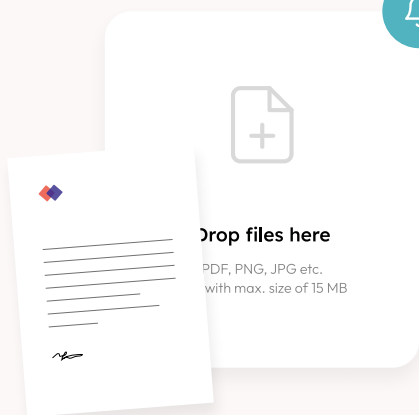 Drop files here
PDF, PNG, JPG etc.
with max. size of 15 MB